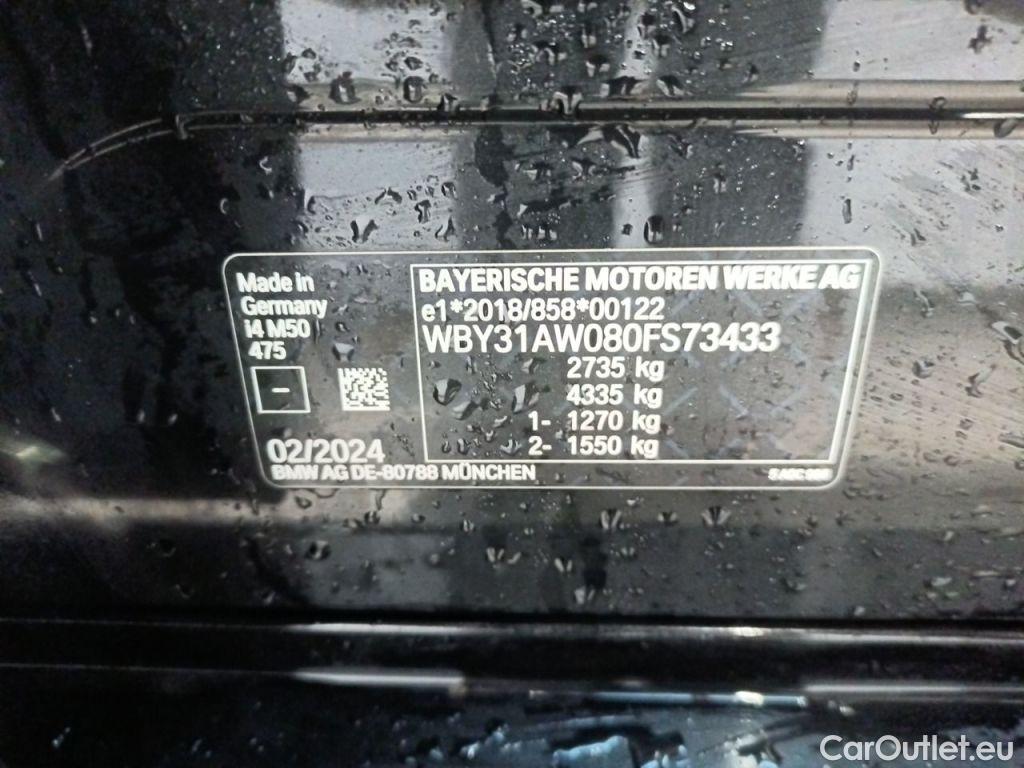 Made in
Germany
i4 M50
475
-
02/2024
BMW AG DE-80788 MÜNCHEN
BAYERISCHE MOTOREN WERKE AG
e1*2018/858*00122
WBY31AW080FS73433
2735 kg
4335 kg
1- 1270 kg
2- 1550 kg
CarOutlet.eu